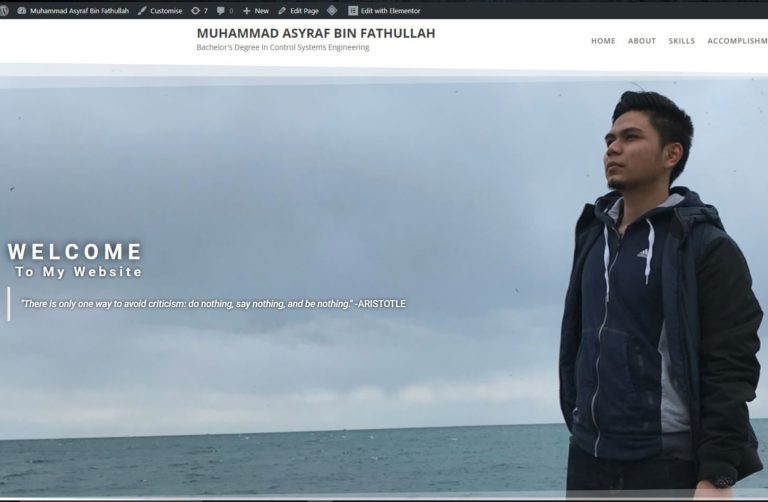 Muhammad Asyraf Bin Fathullah Customise 7 0 New Edit Page Edit with Elementor
MUHAMMAD ASYRAF BIN FATHULLAH
Bachelor's Degree in Control Systems Engineering
HOME ABOUT SKILLS ACCOMPLISHM
WELCOME
To My Website
"There is only one way to avoid criticism: do nothing, say nothing, and be nothing." -ARISTOTLE
adidas